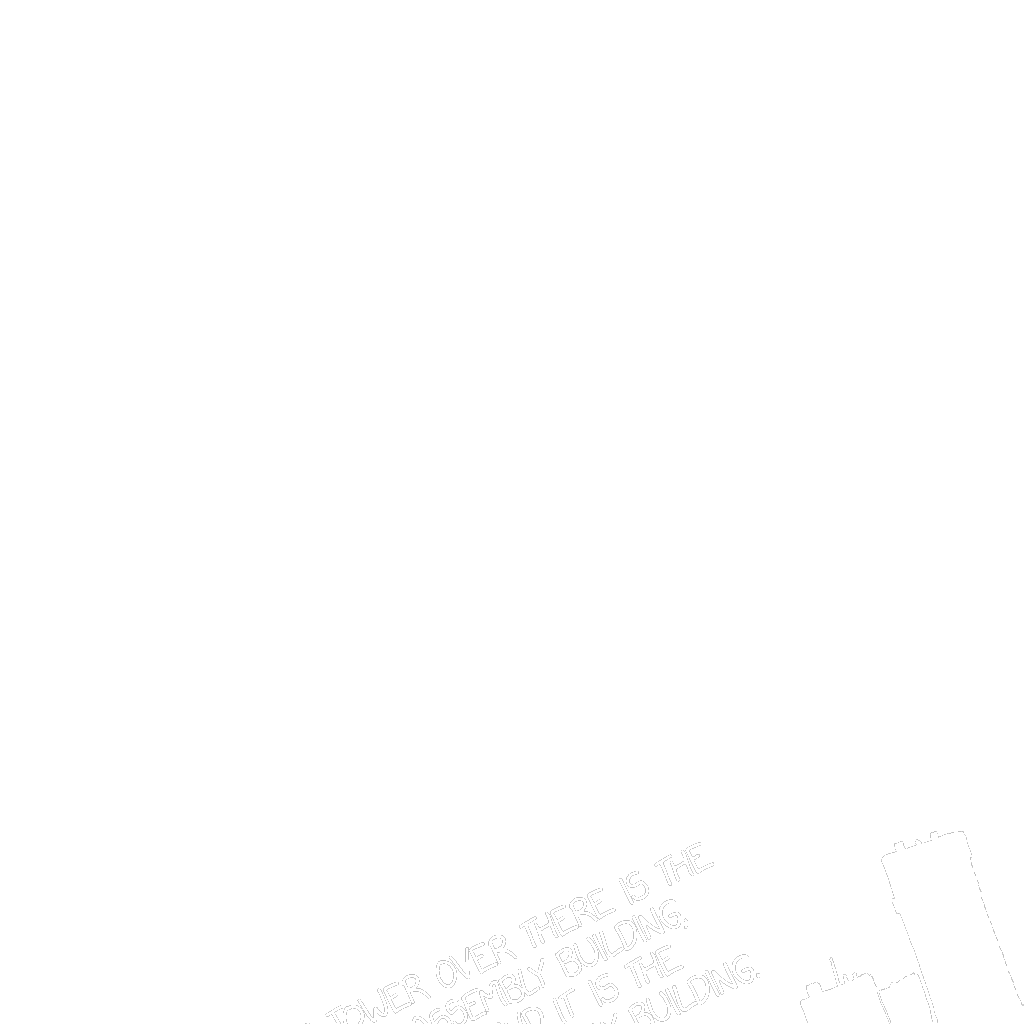 TOWER OVER THERE IS THE
ASSEMBLY BUILDING,
IT IS THE
BUILDING.